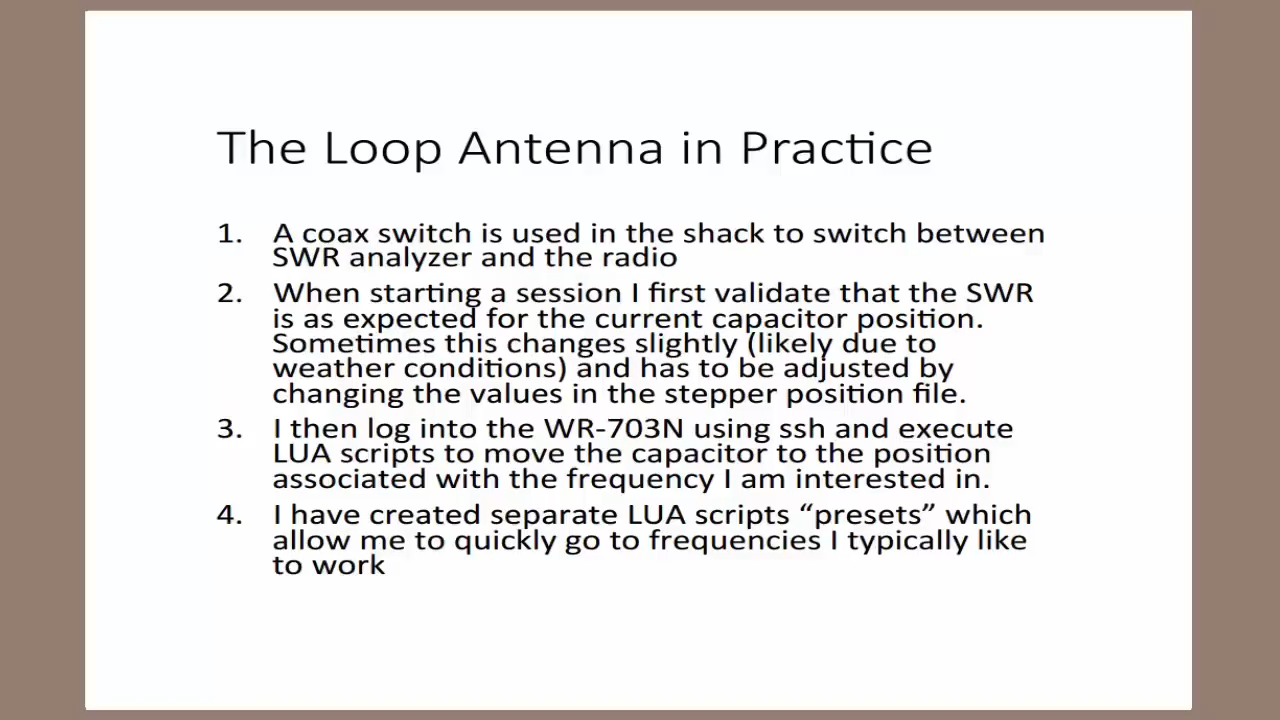 The Loop Antenna in Practice
1. A coax switch is used in the shack to switch between
SWR analyzer and the radio
2. When starting a session I first validate that the SWR
is as expected for the current capacitor position.
Sometimes this changes slightly (likely due to
weather conditions) and has to be adjusted by
changing the values in the stepper position file.
3. I then log into the WR-703N using ssh and execute
LUA scripts to move the capacitor to the position
associated with the frequency I am interested in.
4. I have created separate LUA scripts “presets” which
allow me to quickly go to frequencies I typically like
to work